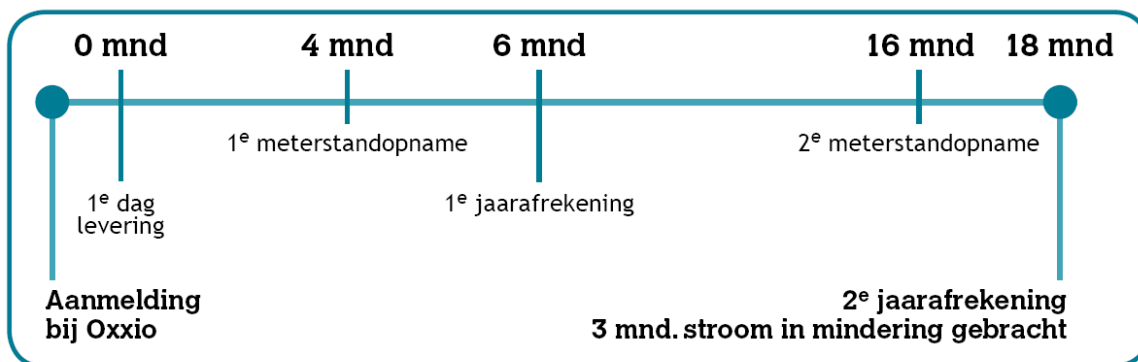 0 mnd 4 mnd 6 mnd 16 mnd 18 mnd
1e meterstandopname 2e meterstandopname
1e dag
levering
1e jaarafrekening
Aanmelding
bij Oxxio
2e jaarafrekening
3 mnd. stroom in mindering gebracht